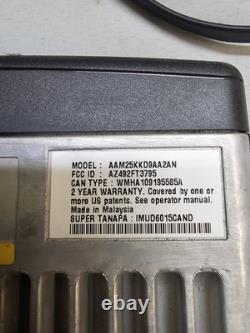 MODEL : AAM25KKD9AA2AN
FCC ID : AZ492FT3795
CAN TYPE : WMHA109195585A
2 YEAR WARRANTY. Covered by one or
more US patents. See operator manual.
Made in Malaysia
SUPER TANAPA : IMUD6015CAND